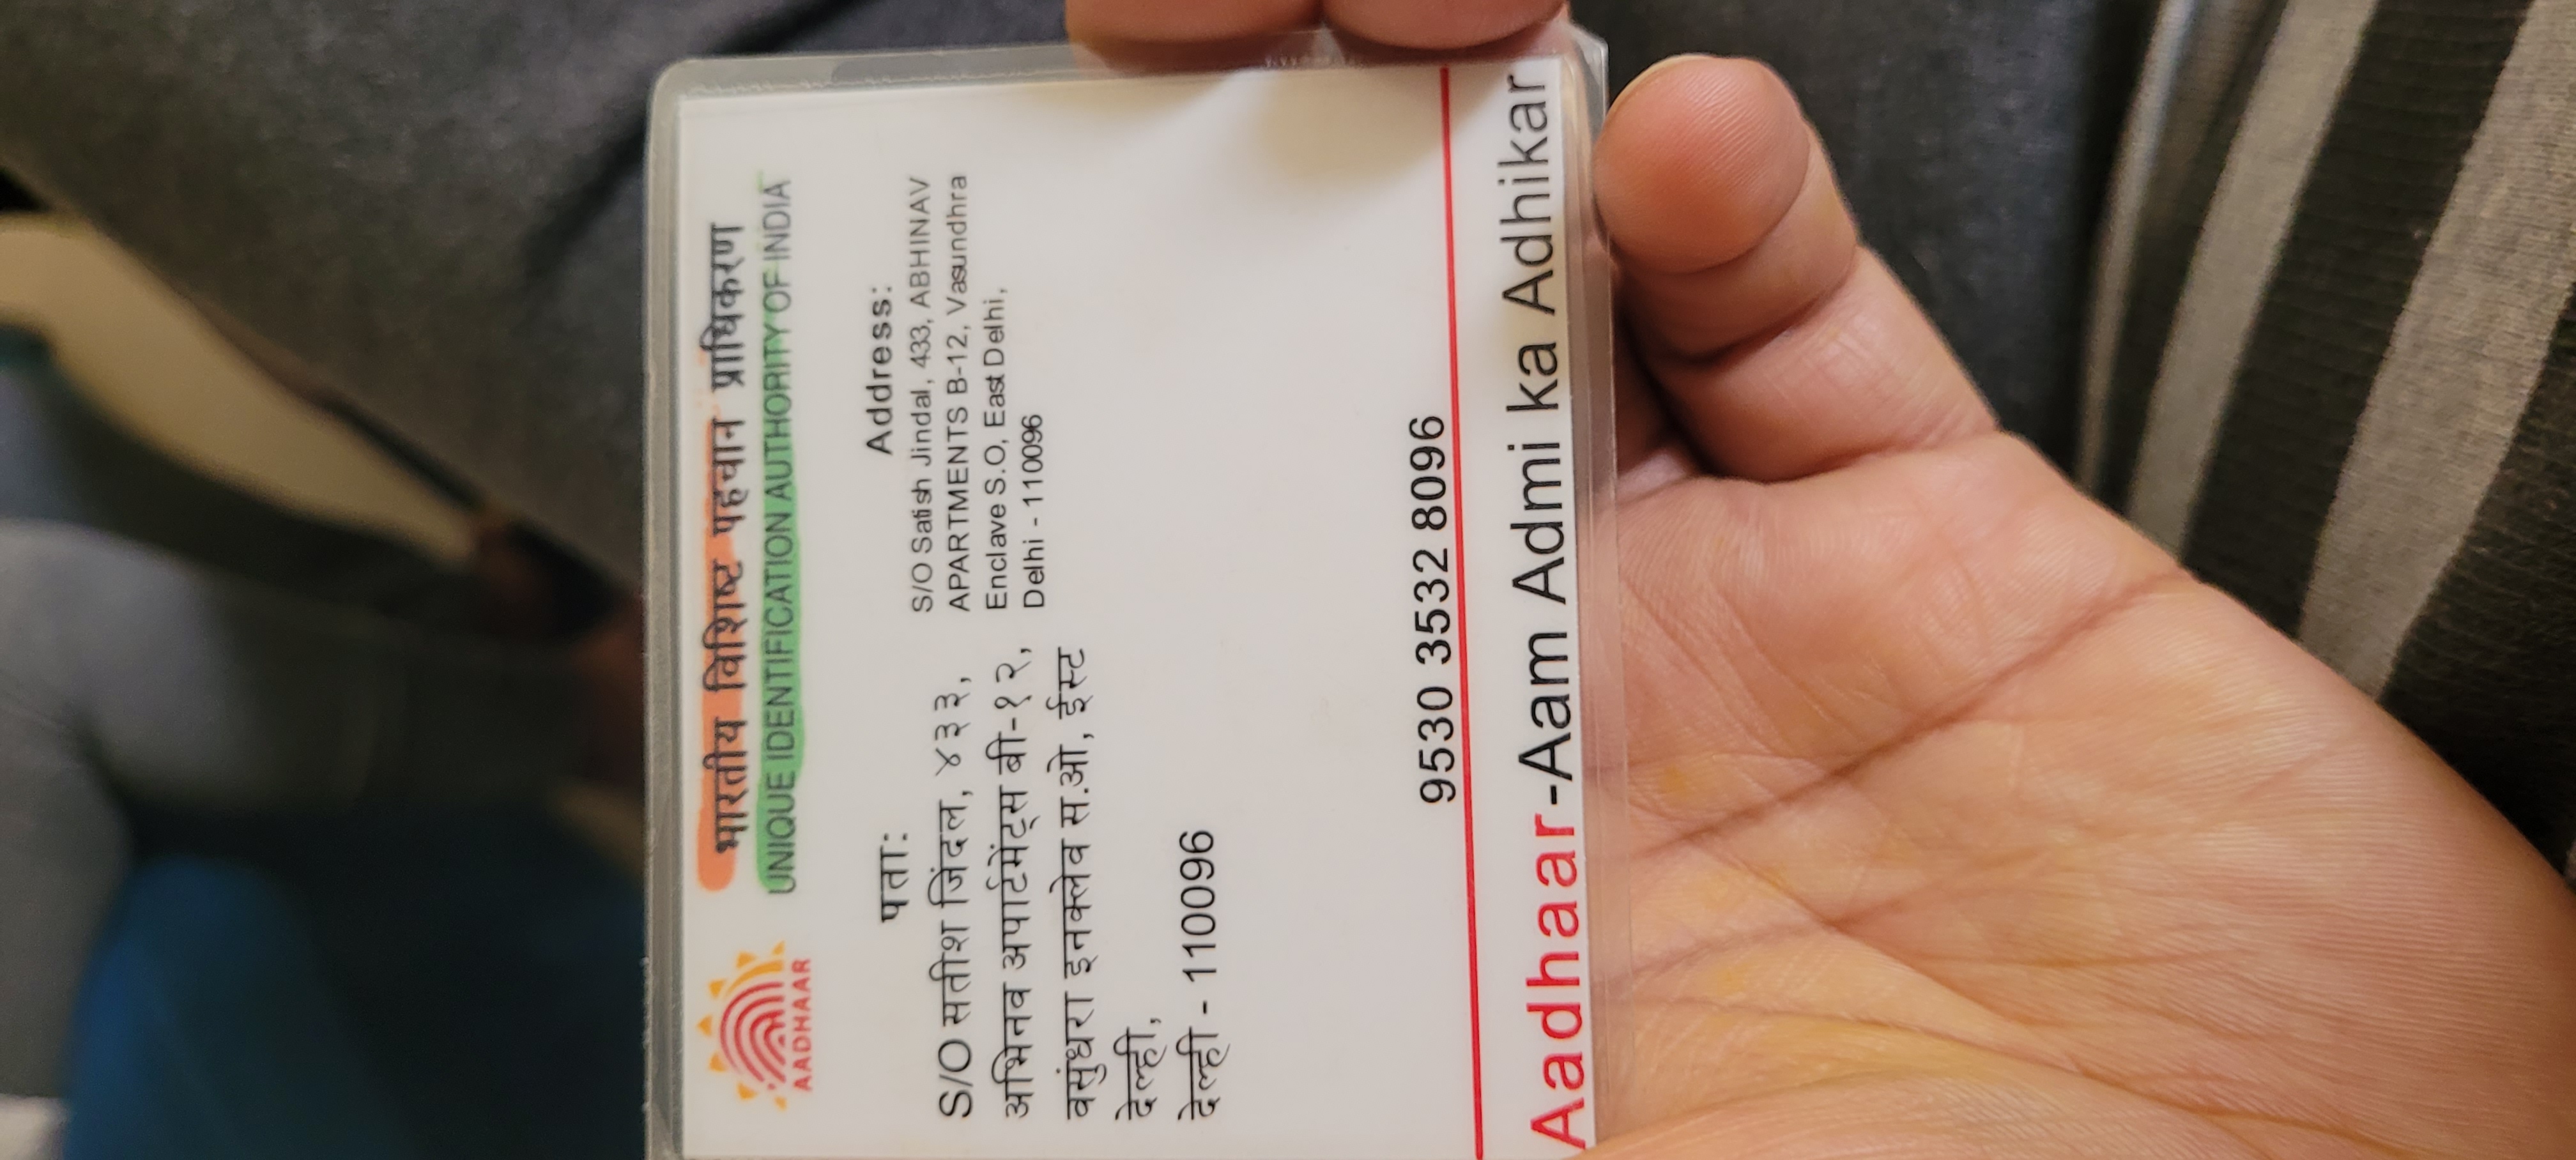 भारतीय विशिष्ट पहचान प्राधिकरण
UNIQUE IDENTIFICATION AUTHORITY OF INDIA
AADHAAR
पता:
S/O सतीश जिंदल, ४३३,
अभिनव अपार्टमेंट्स बी-१२,
वसुंधरा इनक्लेव स.ओ, ईस्ट
देल्ही,
देल्ही - 110096
Address:
S/O Satish Jindal, 433, ABHINAV
APARTMENTS B-12, Vasundhra
Enclave S.O, East Delhi,
Delhi - 110096
9530 3532 8096
Aadhaar-Aam Admi ka Adhikar